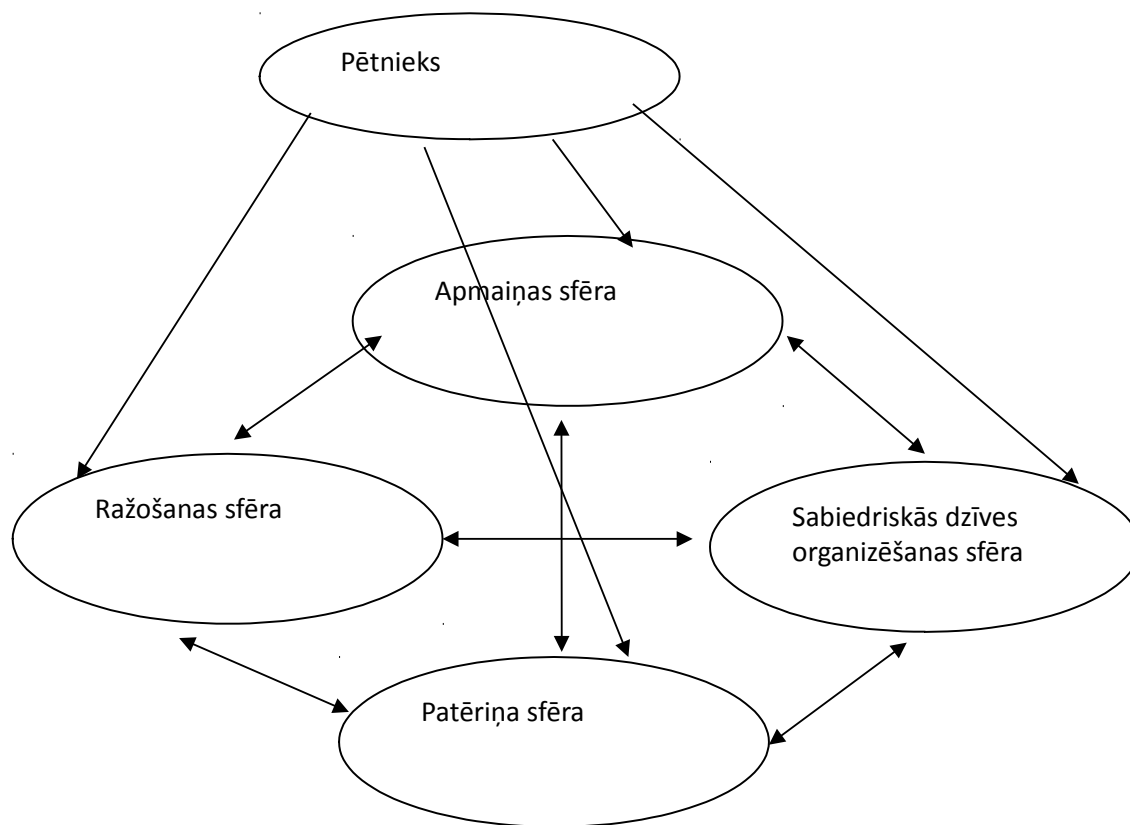 Pētnieks
Apmaiņas sfēra
Ražošanas sfēra
Sabiedriskās dzīves
organizēšanas sfēra
Patēriņa sfēra